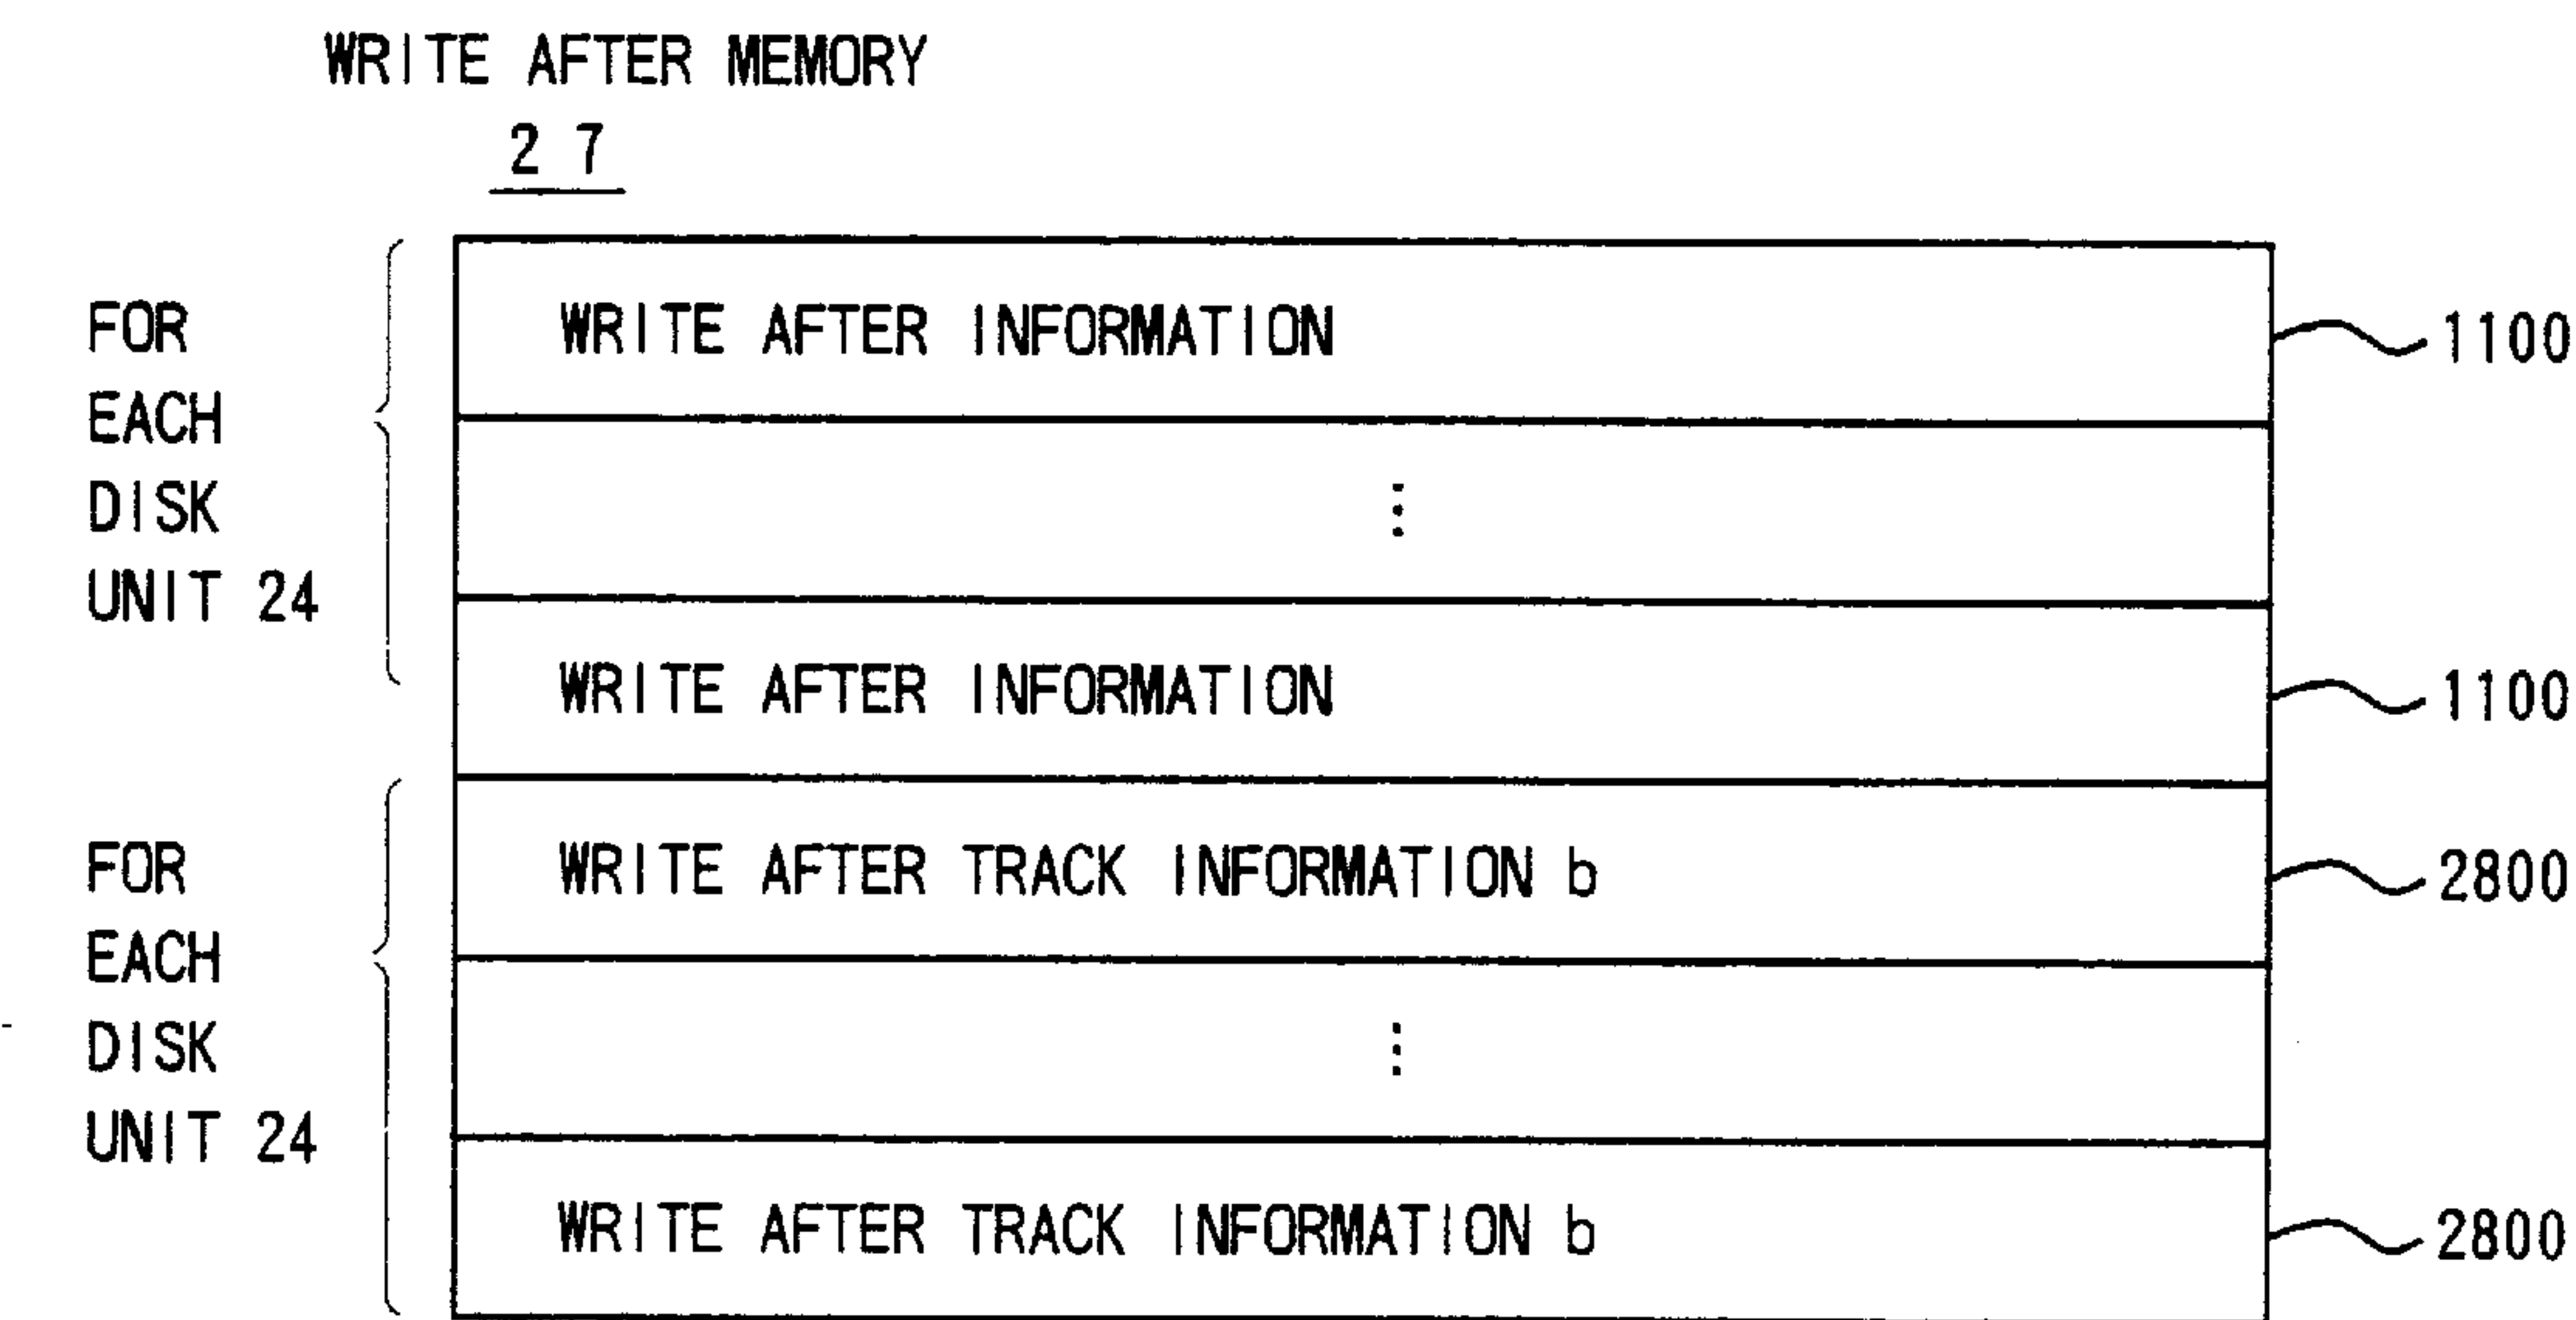 WRITE AFTER MEMORY
27
FOR
EACH
DISK
UNIT 24
WRITE AFTER INFORMATION 1100
⋮
WRITE AFTER INFORMATION 1100
FOR
EACH
DISK
UNIT 24
WRITE AFTER TRACK INFORMATION b 2800
⋮
WRITE AFTER TRACK INFORMATION b 2800